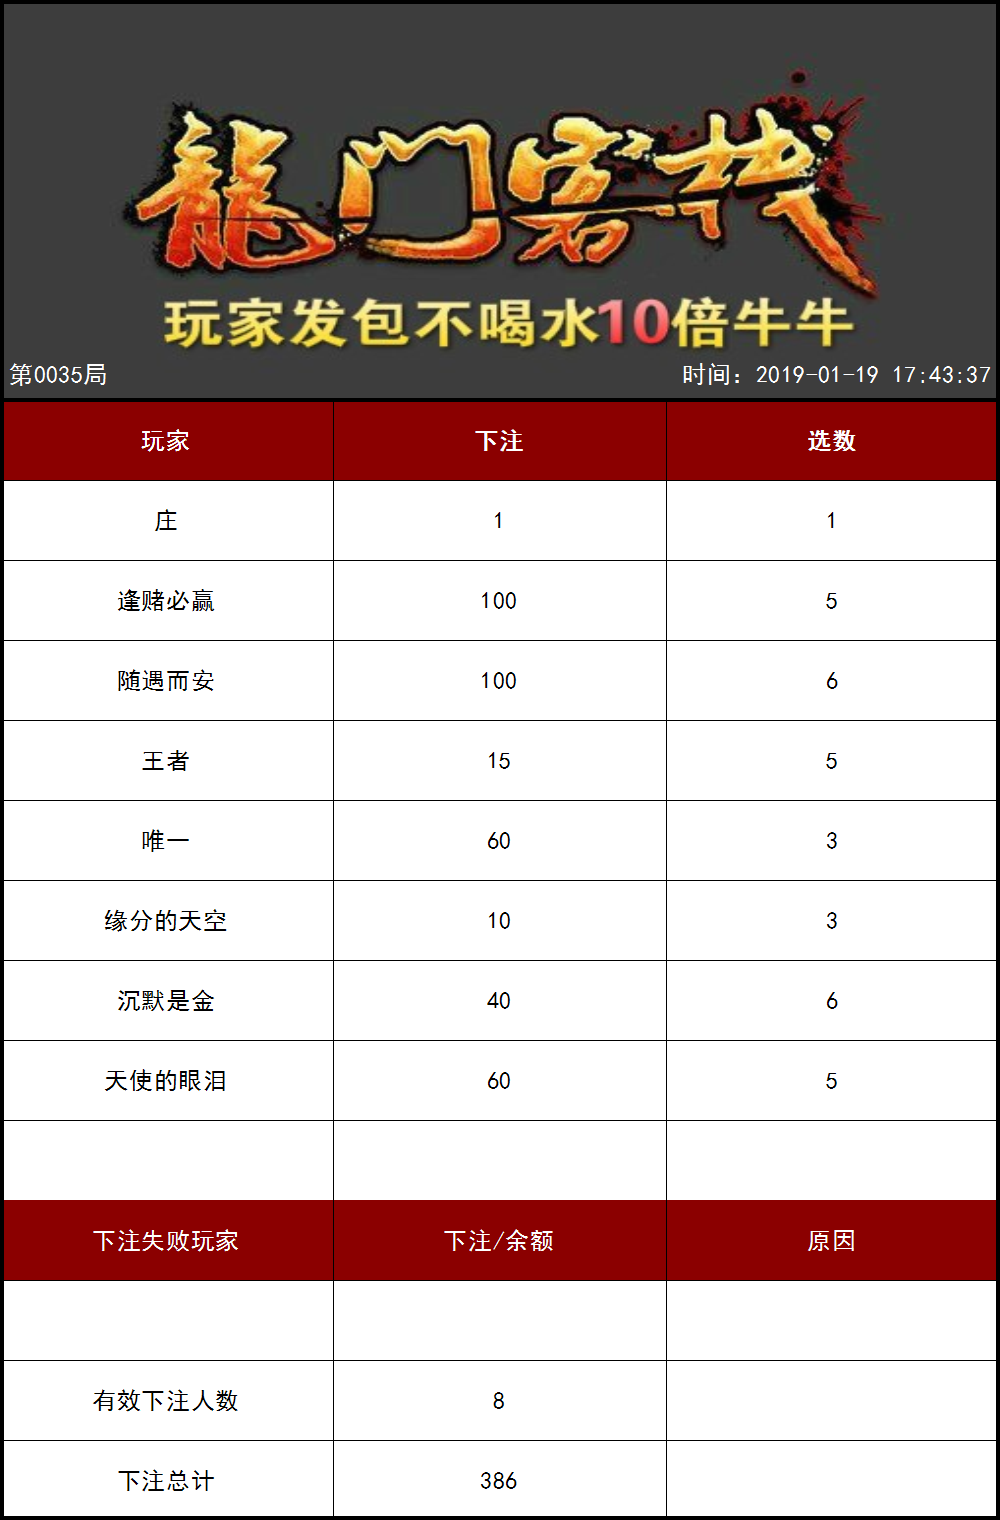 龍门客栈
玩家发包不喝水10倍牛牛
第0035局 时间：2019-01-19 17:43:37
玩家 下注 选数
庄 1 1
逢赌必赢 100 5
随遇而安 100 6
王者 15 5
唯一 60 3
缘分的天空 10 3
沉默是金 40 6
天使的眼泪 60 5
下注失败玩家 下注/余额 原因
有效下注人数 8
下注总计 386